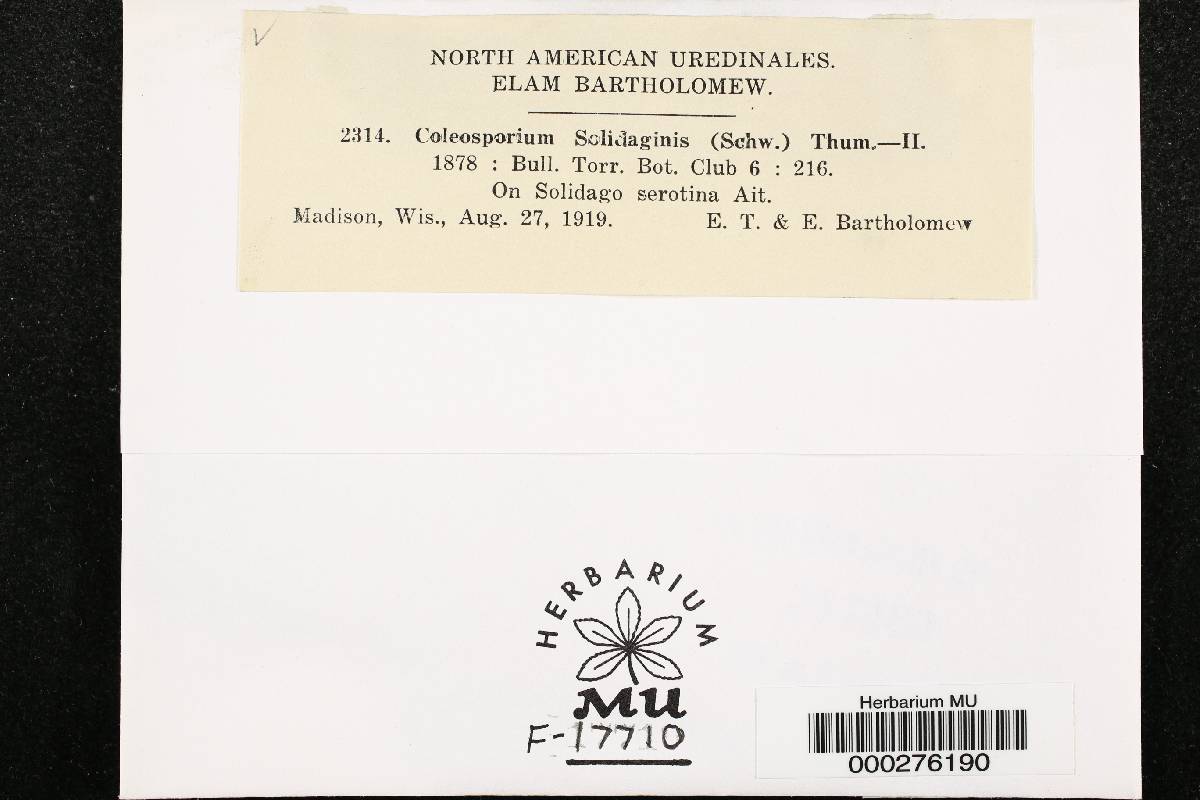 NORTH AMERICAN UREDINALES.
ELAM BARTHOLOMEW.
2314. Coleosporium Solidaginis (Schw.) Thum.—II.
1878 : Bull. Torr. Bot. Club 6 : 216.
On Solidago serotina Ait.
Madison, Wis., Aug. 27, 1919. E. T. & E. Bartholomew
HERBARIUM
MU
F-17710
Herbarium MU
000276190